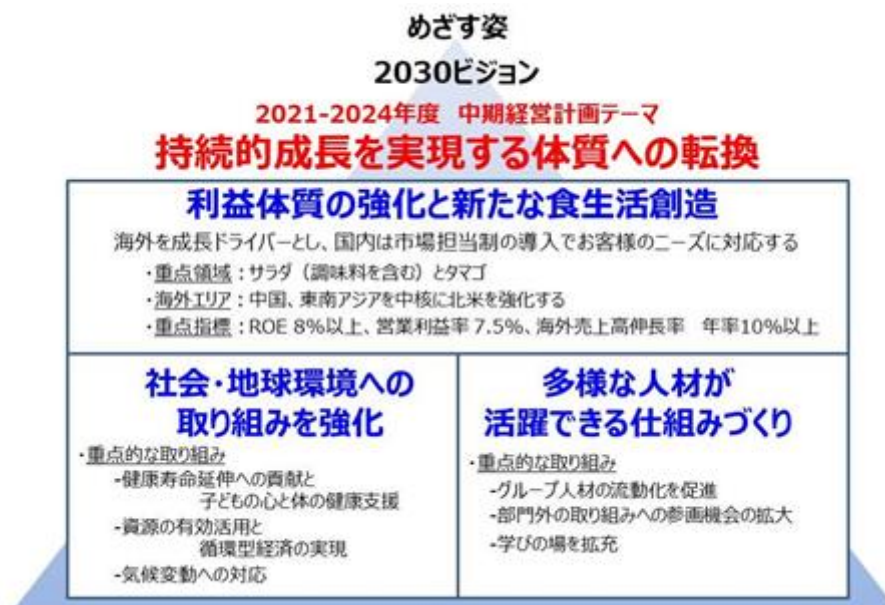 めざす姿
2030ビジョン
2021-2024年度 中期経営計画テーマ
持続的成長を実現する体質への転換
利益体質の強化と新たな食生活創造
海外を成長ドライバーとし、国内は市場担当制の導入でお客様のニーズに対応する
・重点領域：サラダ（調味料を含む）とタマゴ
・海外エリア：中国、東南アジアを中核に北米を強化する
・重点指標：ROE 8％以上、営業利益率 7.5％、海外売上高伸長率 年率10％以上
社会・地球環境への
取り組みを強化
・重点的な取り組み
-健康寿命延伸への貢献と
子どもの心と体の健康支援
-資源の有効活用と
循環型経済の実現
-気候変動への対応
多様な人材が
活躍できる仕組みづくり
・重点的な取り組み
-グループ人材の流動化を促進
-部門外の取り組みへの参画機会の拡大
-学びの場を拡充